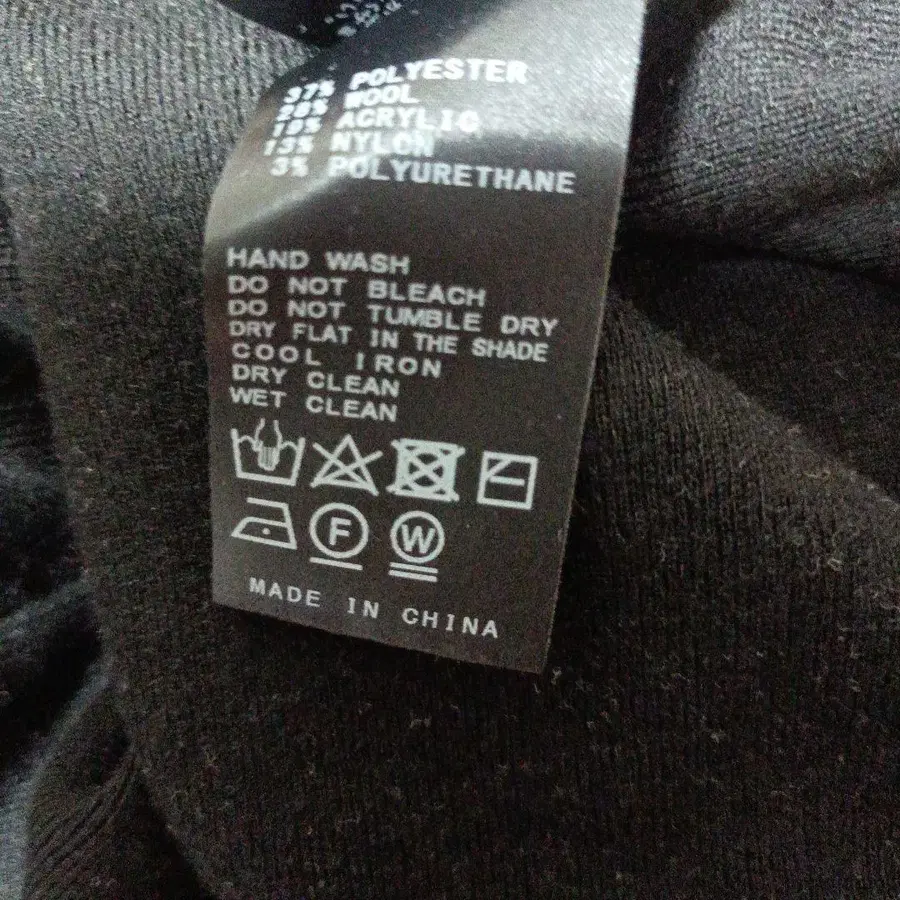 37% POLYESTER
28% WOOL
19% ACRYLIC
13% NYLON
3% POLYURETHANE
HAND WASH
DO NOT BLEACH
DO NOT TUMBLE DRY
DRY FLAT IN THE SHADE
COOL IRON
DRY CLEAN
WET CLEAN
F
W
MADE IN CHINA